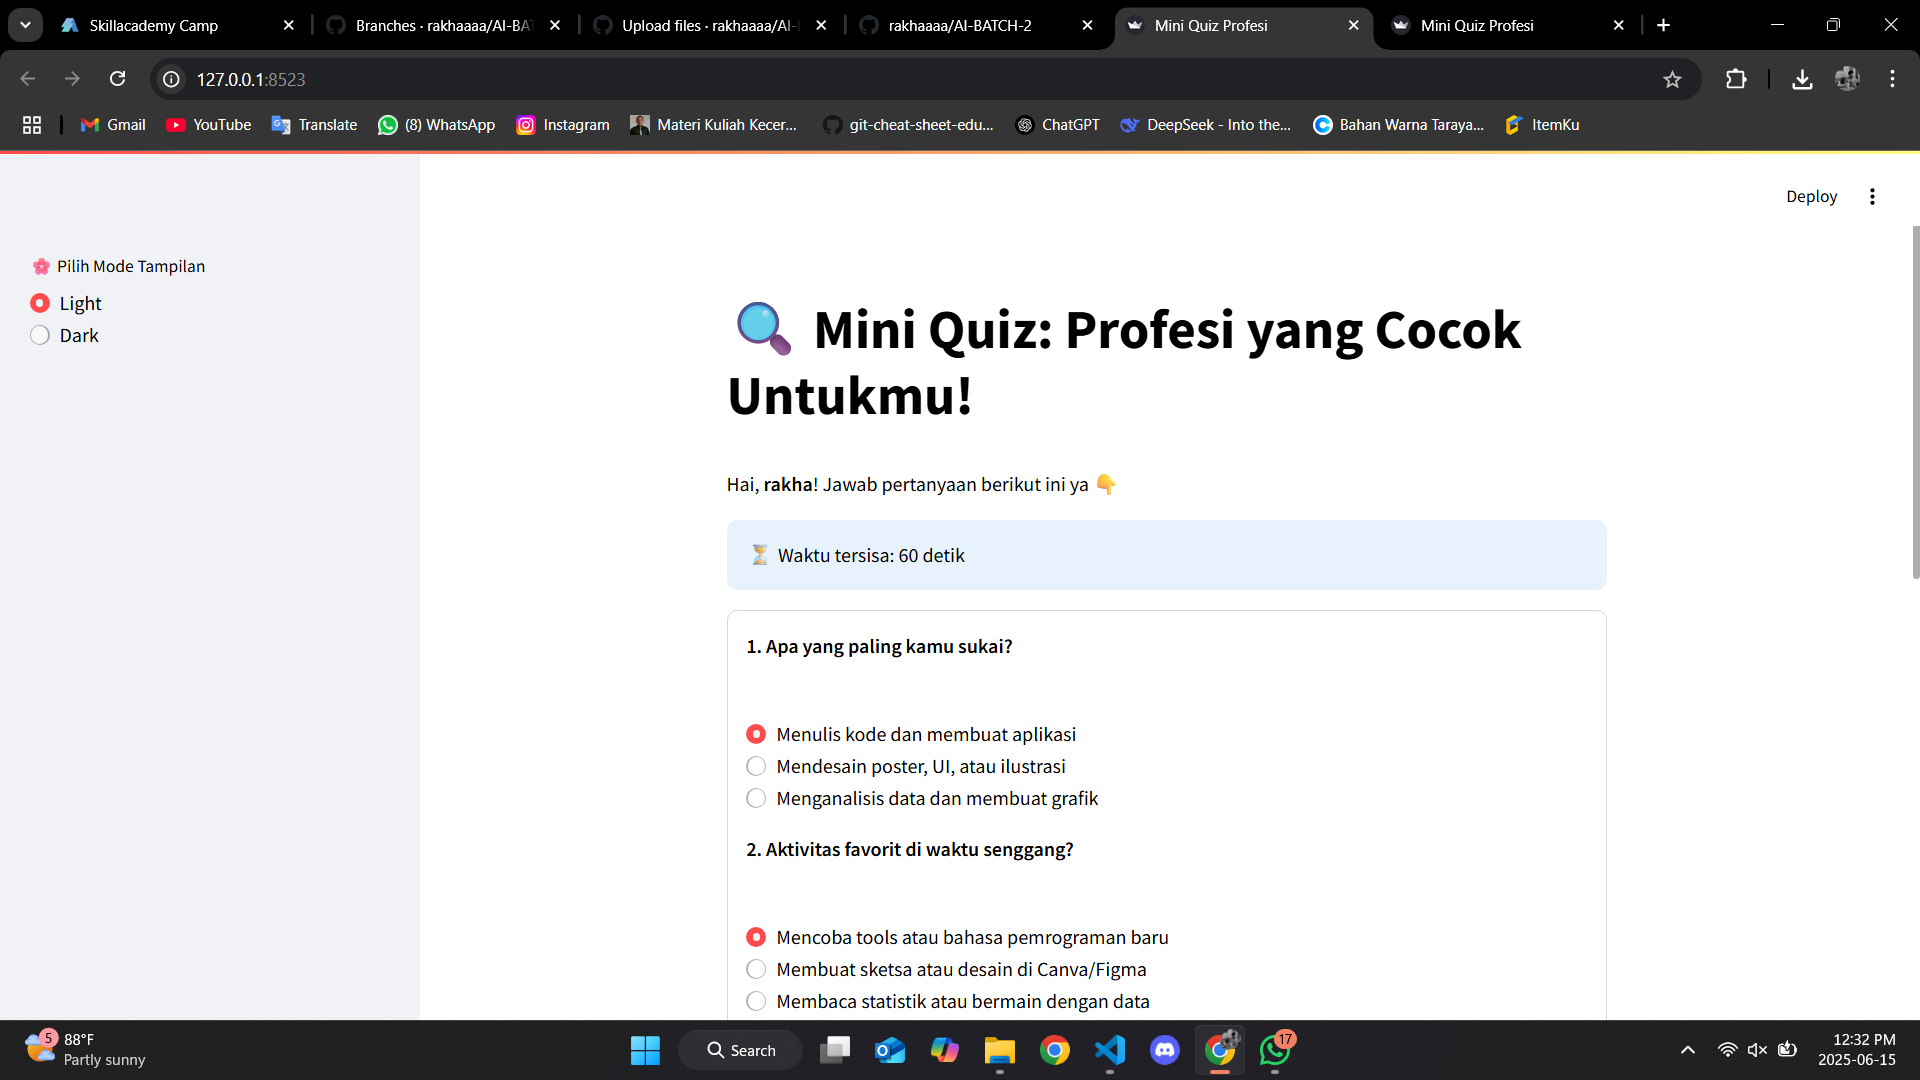 Skillacademy Camp
Branches · rakhaaaa/AI-BA
Upload files · rakhaaaa/AI-
rakhaaaa/AI-BATCH-2
Mini Quiz Profesi
Mini Quiz Profesi
127.0.0.1:8523
Gmail
YouTube
Translate
(8) WhatsApp
Instagram
Materi Kuliah Kecer...
git-cheat-sheet-edu...
ChatGPT
DeepSeek - Into the...
Bahan Warna Taraya...
ItemKu
Deploy
Pilih Mode Tampilan
Light
Dark
Mini Quiz: Profesi yang Cocok
Untukmu!
Hai, rakha! Jawab pertanyaan berikut ini ya
Waktu tersisa: 60 detik
1. Apa yang paling kamu sukai?
Menulis kode dan membuat aplikasi
Mendesain poster, UI, atau ilustrasi
Menganalisis data dan membuat grafik
2. Aktivitas favorit di waktu senggang?
Mencoba tools atau bahasa pemrograman baru
Membuat sketsa atau desain di Canva/Figma
Membaca statistik atau bermain dengan data
5
88°F
Partly sunny
Search
17
12:32 PM
2025-06-15